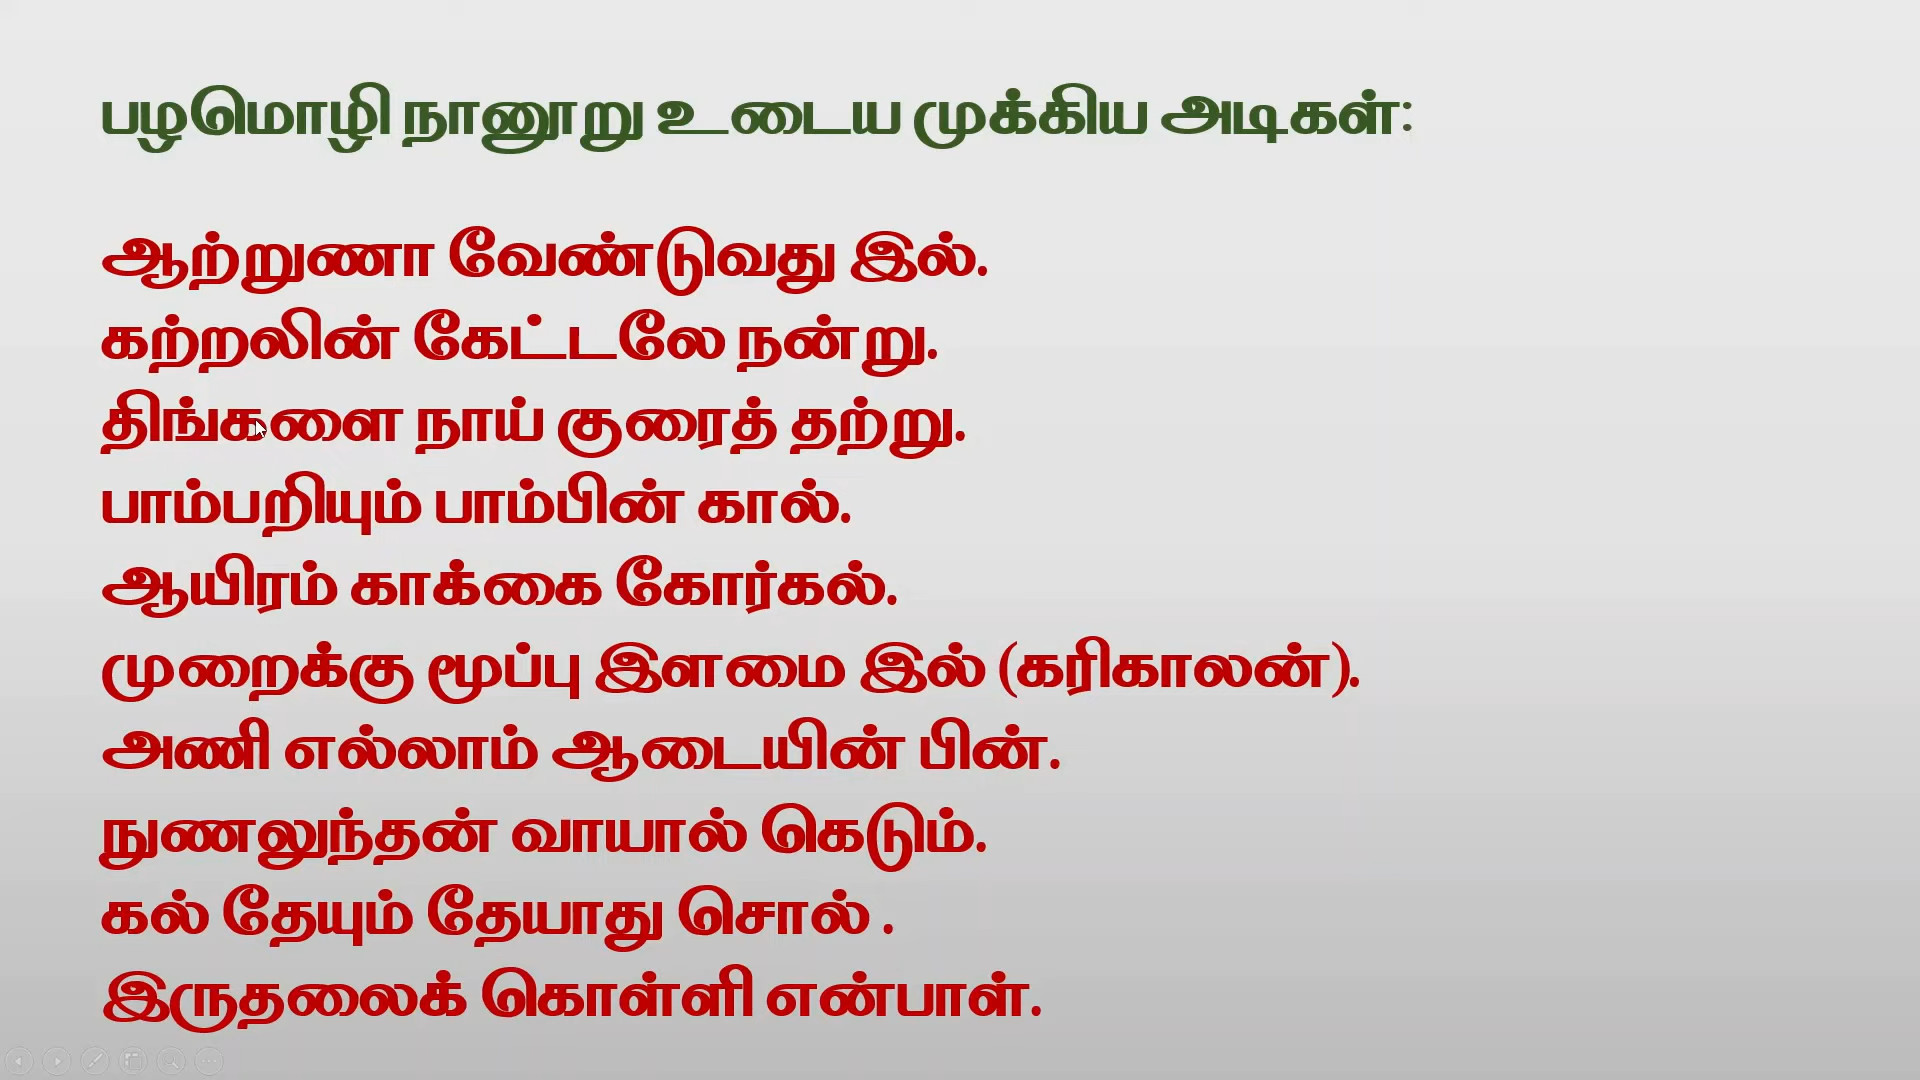 பழமொழி நானூறு உடைய முக்கிய அடிகள்:
ஆற்றுணா வேண்டுவது இல்.
கற்றலின் கேட்டலே நன்று.
திங்களை நாய் குரைத் தற்று.
பாம்பறியும் பாம்பின் கால்.
ஆயிரம் காக்கை கோர்கல்.
முறைக்கு மூப்பு இளமை இல் (கரிகாலன்).
அணி எல்லாம் ஆடையின் பின்.
நுணலுந்தன் வாயால் கெடும்.
கல் தேயும் தேயாது சொல் .
இருதலைக் கொள்ளி என்பாள்.